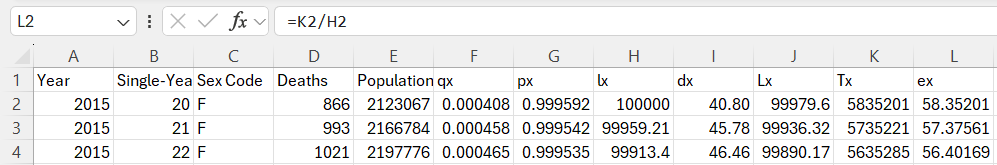 L2 fx =K2/H2
A B C D E F G H I J K L
1 Year Single-Yea Sex Code Deaths Population qx px lx dx Lx Tx ex
2 2015 20 F 866 2123067 0.000408 0.999592 100000 40.80 99979.6 5835201 58.35201
3 2015 21 F 993 2166784 0.000458 0.999542 99959.21 45.78 99936.32 5735221 57.37561
4 2015 22 F 1021 2197776 0.000465 0.999535 99913.4 46.46 99890.17 5635285 56.40169